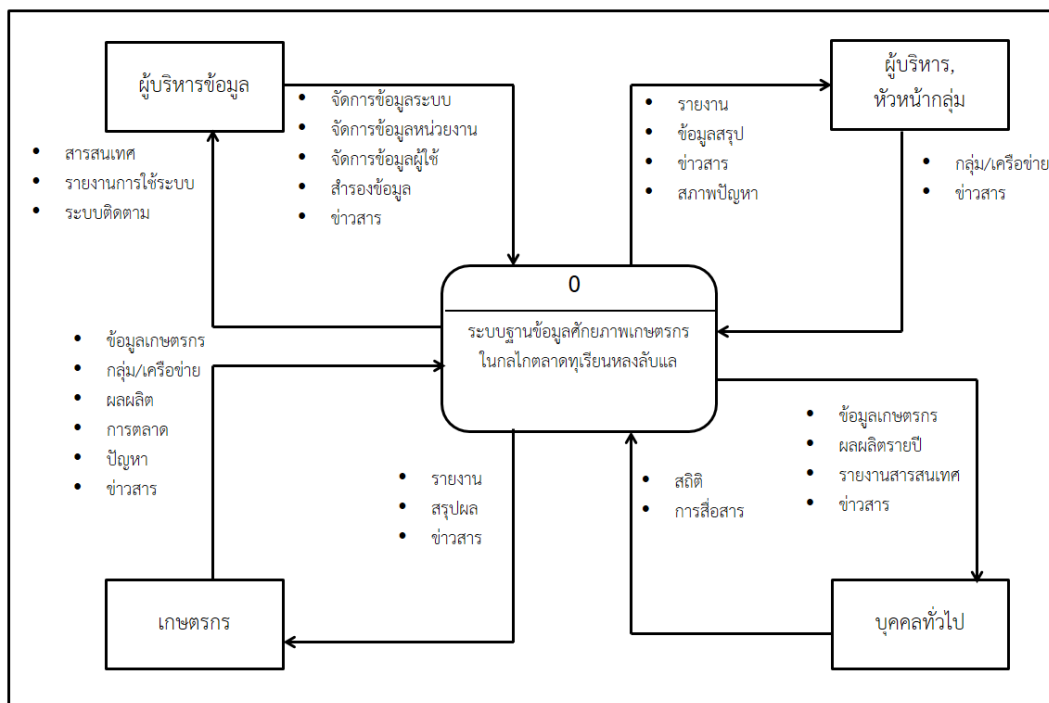 ผู้บริหารข้อมูล
• จัดการข้อมูลระบบ
• จัดการข้อมูลหน่วยงาน
• จัดการข้อมูลผู้ใช้
• สำรองข้อมูล
• ข่าวสาร
• สารสนเทศ
• รายงานการใช้ระบบ
• ระบบติดตาม
ผู้บริหาร,
หัวหน้ากลุ่ม
• รายงาน
• ข้อมูลสรุป
• ข่าวสาร
• สภาพปัญหา
• กลุ่ม/เครือข่าย
• ข่าวสาร
0
ระบบฐานข้อมูลศักยภาพเกษตรกร
ในกลไกตลาดทุเรียนหลงลับแล
• ข้อมูลเกษตรกร
• กลุ่ม/เครือข่าย
• ผลผลิต
• การตลาด
• ปัญหา
• ข่าวสาร
• รายงาน
• สรุปผล
• ข่าวสาร
เกษตรกร
• สถิติ
• การสื่อสาร
• ข้อมูลเกษตรกร
• ผลผลิตรายปี
• รายงานสารสนเทศ
• ข่าวสาร
บุคคลทั่วไป